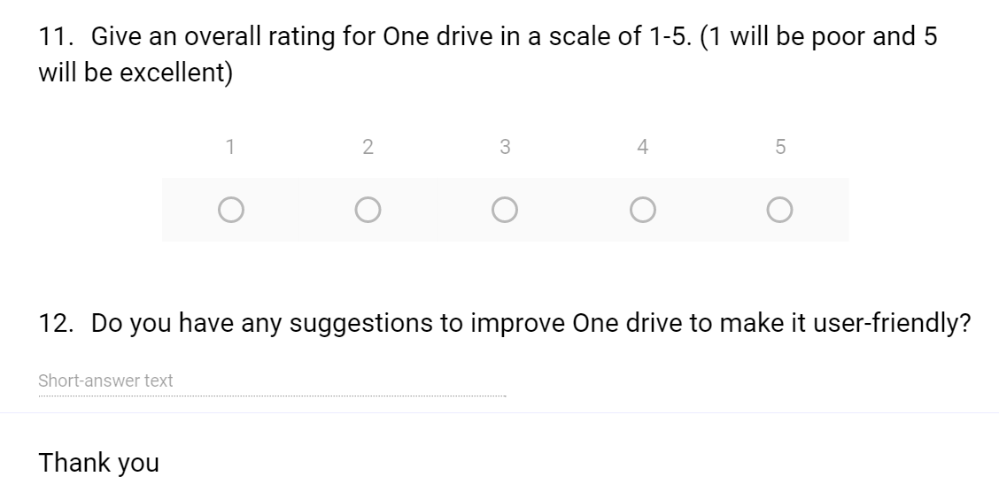 11. Give an overall rating for One drive in a scale of 1-5. (1 will be poor and 5
will be excellent)
1 2 3 4 5
12. Do you have any suggestions to improve One drive to make it user-friendly?
Short-answer text
Thank you